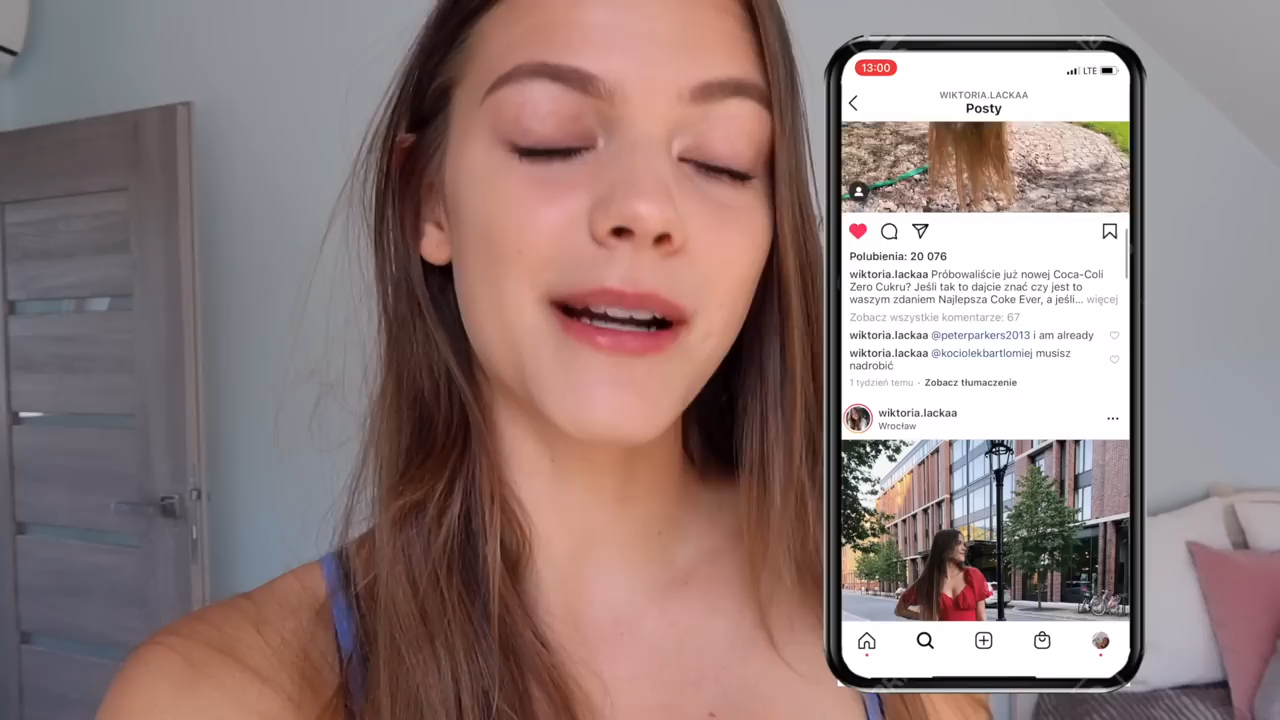 13:00
LTE
WIKTORIA.LACKAA
Posty
Polubienia: 20 076
wiktoria.lackaa Próbowaliście już nowej Coca-Coli
Zero Cukru? Jeśli tak to dajcie znać czy jest to
waszym zdaniem Najlepsza Coke Ever, a jeśli... więcej
Zobacz wszystkie komentarze: 67
wiktoria.lackaa @peterparkers2013 i am already
wiktoria.lackaa @kociolekbartlomiej musisz
nadrobić
1 tydzień temu · Zobacz tłumaczenie
wiktoria.lackaa
Wrocław